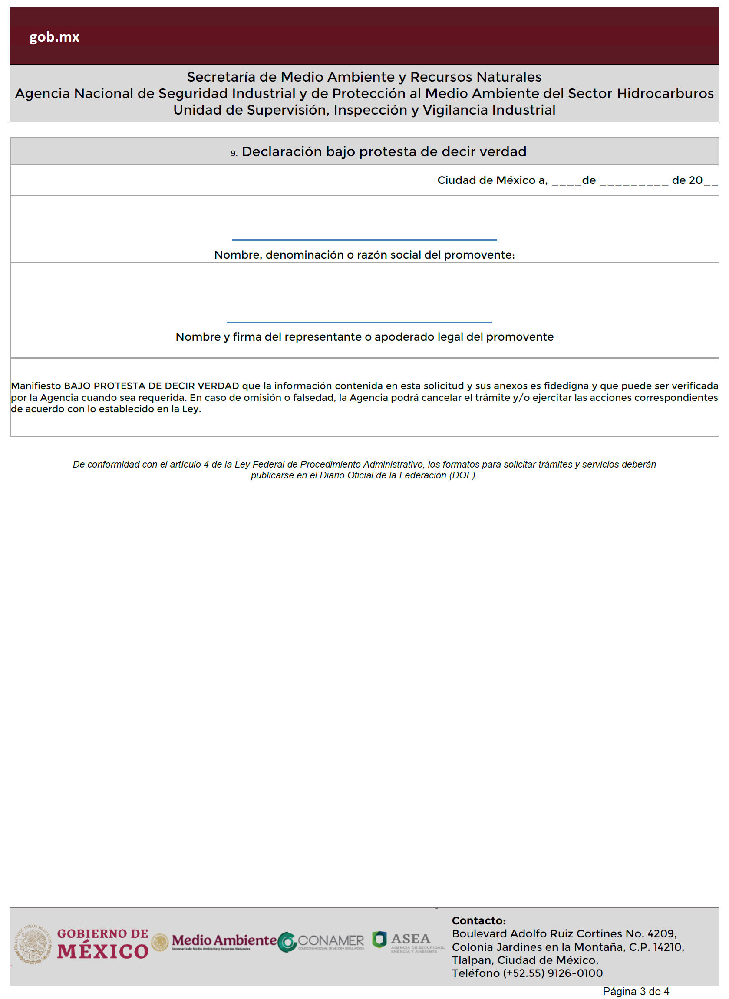 gob.mx
Secretaría de Medio Ambiente y Recursos Naturales
Agencia Nacional de Seguridad Industrial y de Protección al Medio Ambiente del Sector Hidrocarburos
Unidad de Supervisión, Inspección y Vigilancia Industrial
9. Declaración bajo protesta de decir verdad
Ciudad de México a, ____de _________ de 20__
Nombre, denominación o razón social del promovente:
Nombre y firma del representante o apoderado legal del promovente
Manifiesto BAJO PROTESTA DE DECIR VERDAD que la información contenida en esta solicitud y sus anexos es fidedigna y que puede ser verificada
por la Agencia cuando sea requerida. En caso de omisión o falsedad, la Agencia podrá cancelar el trámite y/o ejercitar las acciones correspondientes
de acuerdo con lo establecido en la Ley.
De conformidad con el artículo 4 de la Ley Federal de Procedimiento Administrativo, los formatos para solicitar trámites y servicios deberán
publicarse en el Diario Oficial de la Federación (DOF).
ESTADOS UNIDOS MEXICANOS
GOBIERNO DE
MÉXICO
Medio Ambiente
Secretaría de Medio Ambiente y Recursos Naturales
CONAMER
COMISIÓN NACIONAL DE MEJORA REGULATORIA
ASEA
AGENCIA DE SEGURIDAD,
ENERGÍA Y AMBIENTE
Contacto:
Boulevard Adolfo Ruiz Cortines No. 4209,
Colonia Jardines en la Montaña, C.P. 14210,
Tlalpan, Ciudad de México,
Teléfono (+52.55) 9126-0100
Página 3 de 4